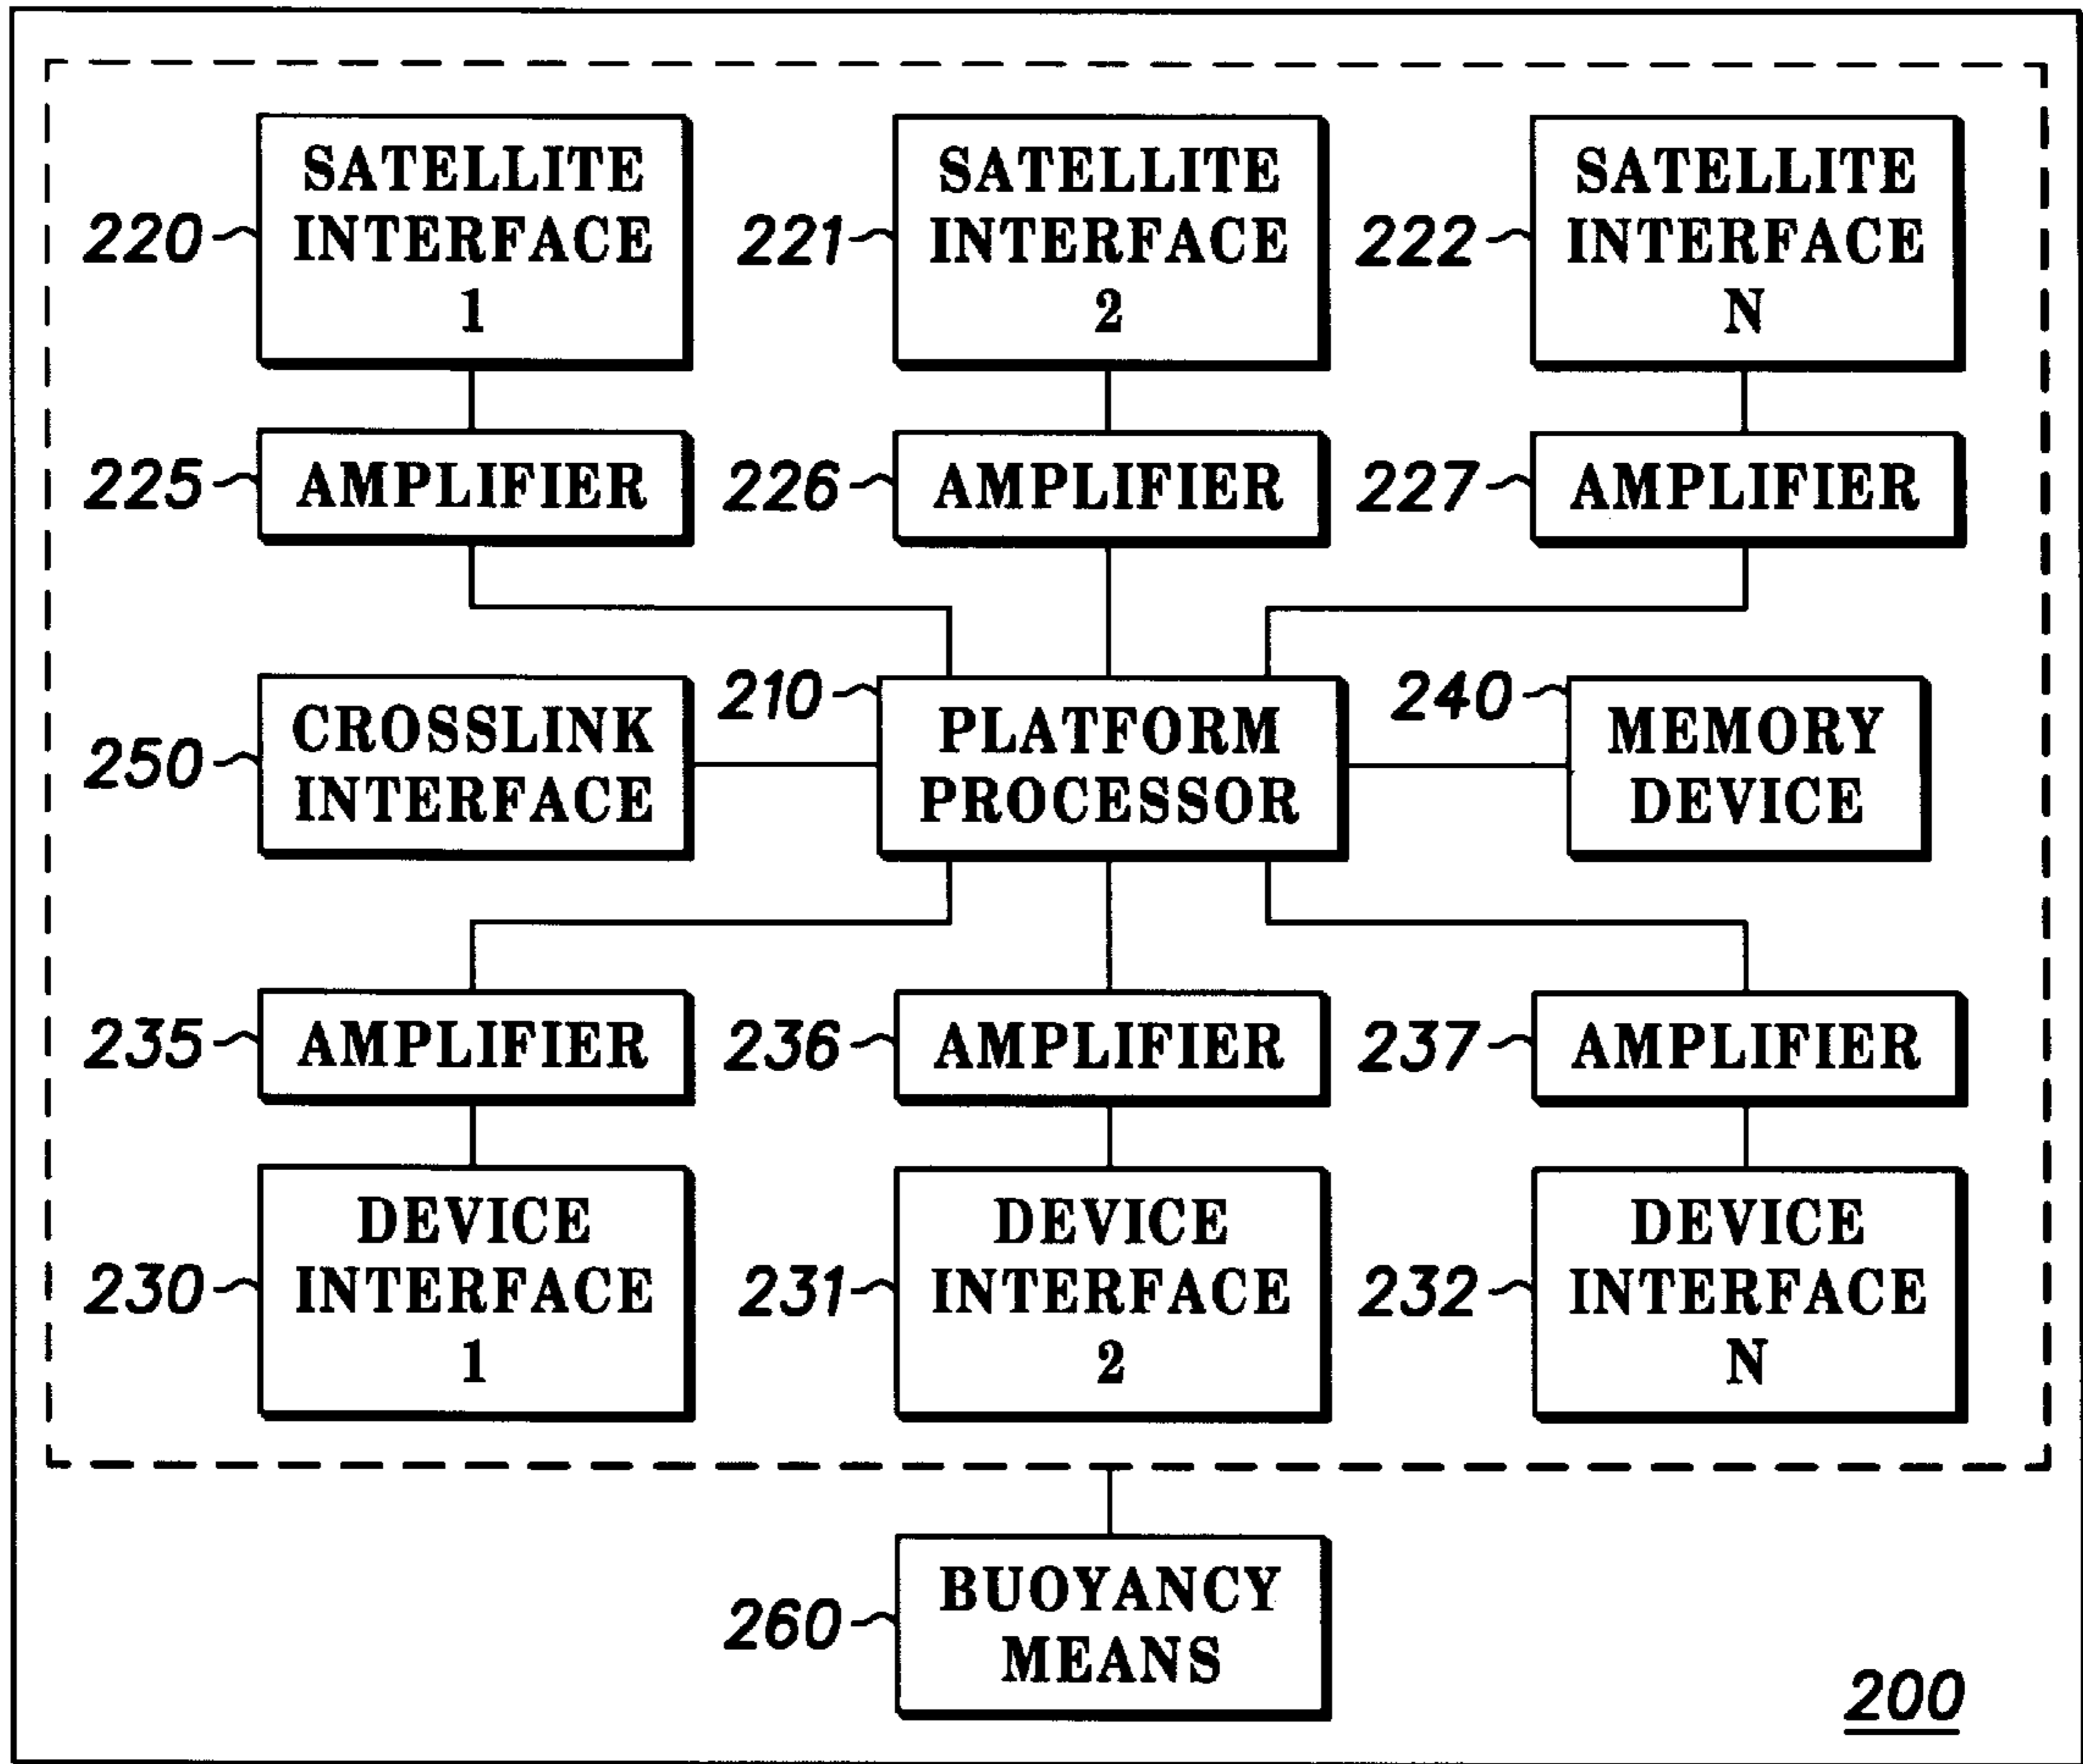 SATELLITE SATELLITE SATELLITE
220 INTERFACE 221 INTERFACE 222 INTERFACE
1 2 N
225 AMPLIFIER 226 AMPLIFIER 227 AMPLIFIER
210 240
CROSSLINK PLATFORM MEMORY
250
INTERFACE PROCESSOR DEVICE
235 AMPLIFIER 236 AMPLIFIER 237 AMPLIFIER
DEVICE DEVICE DEVICE
230 INTERFACE 231 INTERFACE 232 INTERFACE
1 2 N
BUOYANCY
260
MEANS
200